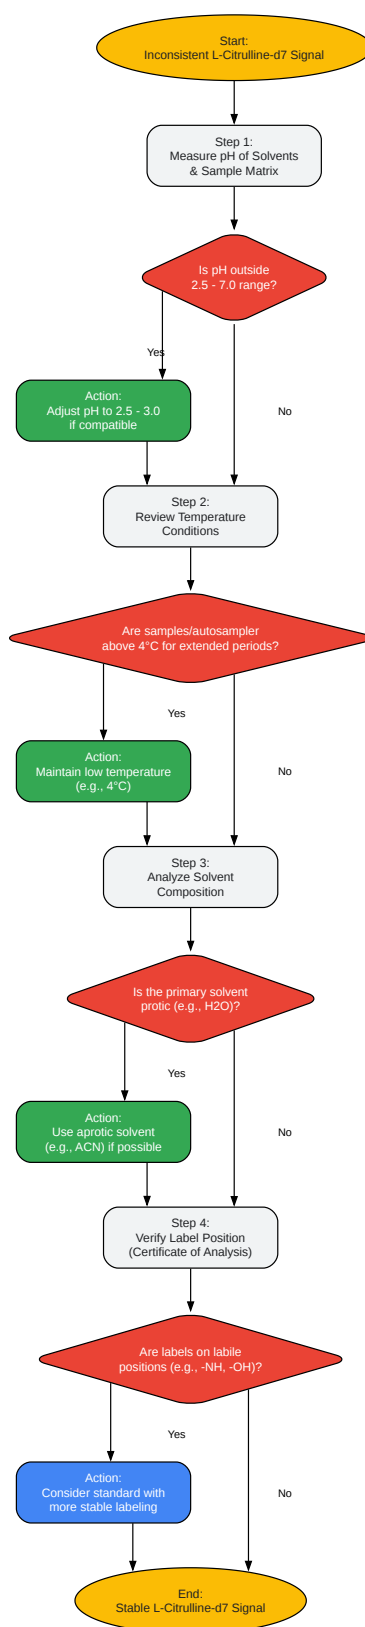 Start:
Inconsistent L-Citrulline-d7 Signal
Step 1:
Measure pH of Solvents
& Sample Matrix
Is pH outside
2.5 - 7.0 range?
Yes
Action:
Adjust pH to 2.5 - 3.0
if compatible
No
Step 2:
Review Temperature
Conditions
Are samples/autosampler
above 4°C for extended periods?
Yes
Action:
Maintain low temperature
(e.g., 4°C)
No
Step 3:
Analyze Solvent
Composition
Is the primary solvent
protic (e.g., H2O)?
Yes
Action:
Use aprotic solvent
(e.g., ACN) if possible
No
Step 4:
Verify Label Position
(Certificate of Analysis)
Are labels on labile
positions (e.g., -NH, -OH)?
Yes
Action:
Consider standard with
more stable labeling
No
End:
Stable L-Citrulline-d7 Signal